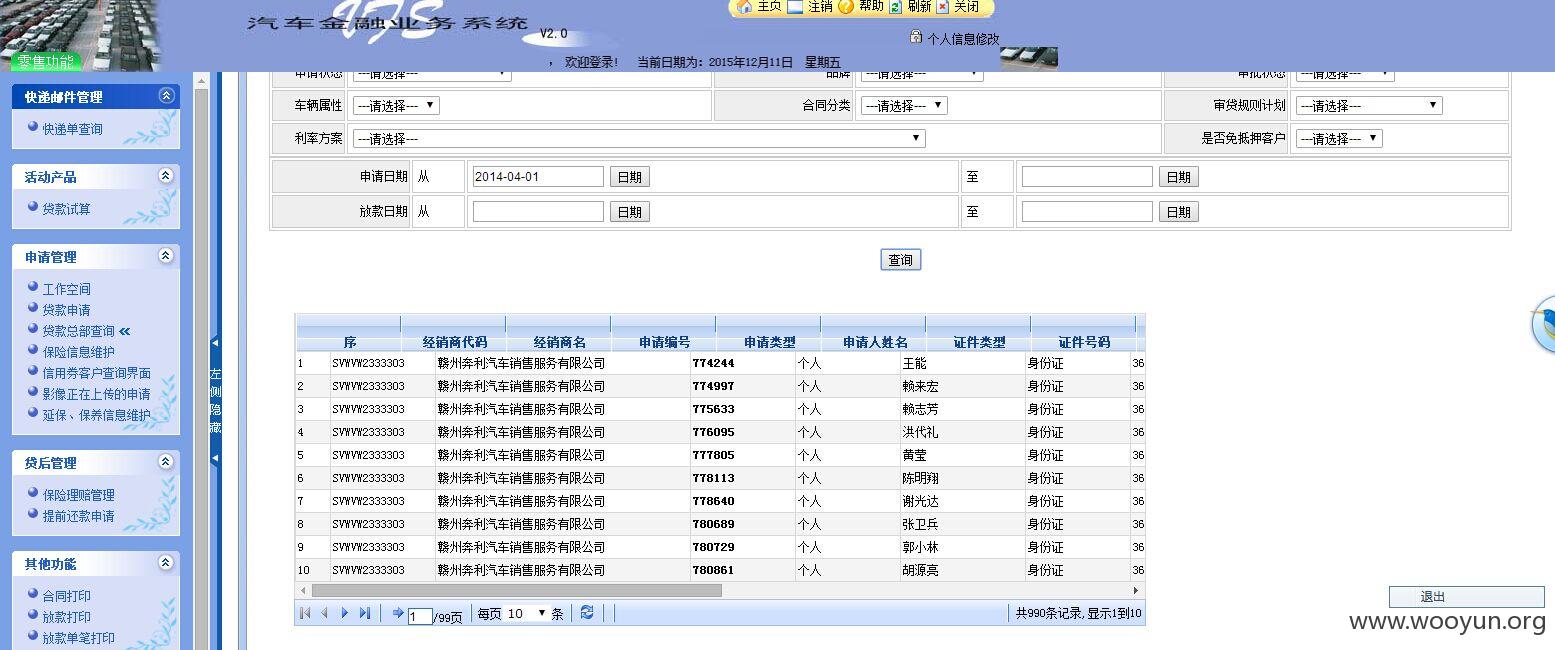 主页 注销 帮助 刷新 关闭
汽车金融业务系统
VFS
V2.0
个人信息修改
零售功能
， 欢迎登录! 当前日期为: 2015年12月11日 星期五
快递邮件管理
快递单查询
活动产品
贷款试算
申请管理
工作空间
贷款申请
贷款总部查询
保险信息维护
信用券客户查询界面
影像正在上传的申请
延保、保养信息维护
贷后管理
保险理赔管理
提前还款申请
其他功能
合同打印
放款打印
放款单笔打印
左侧隐藏
申请状态 ---请选择--- 品牌 ---请选择--- 审批状态 ---请选择---
车辆属性 ---请选择--- 合同分类 ---请选择--- 审贷规则计划 ---请选择---
利率方案 ---请选择--- 是否免抵押客户 ---请选择---
申请日期 从 2014-04-01 日期 至 日期
放款日期 从 日期 至 日期
查询
序 经销商代码 经销商名 申请编号 申请类型 申请人姓名 证件类型 证件号码
1 SVWVW2333303 赣州奔利汽车销售服务有限公司 774244 个人 王能 身份证 36
2 SVWVW2333303 赣州奔利汽车销售服务有限公司 774997 个人 赖来宏 身份证 36
3 SVWVW2333303 赣州奔利汽车销售服务有限公司 775633 个人 赖志芳 身份证 36
4 SVWVW2333303 赣州奔利汽车销售服务有限公司 776095 个人 洪代礼 身份证 36
5 SVWVW2333303 赣州奔利汽车销售服务有限公司 777805 个人 黄莹 身份证 36
6 SVWVW2333303 赣州奔利汽车销售服务有限公司 778113 个人 陈明翔 身份证 36
7 SVWVW2333303 赣州奔利汽车销售服务有限公司 778640 个人 谢光达 身份证 36
8 SVWVW2333303 赣州奔利汽车销售服务有限公司 780689 个人 张卫兵 身份证 36
9 SVWVW2333303 赣州奔利汽车销售服务有限公司 780729 个人 郭小林 身份证 36
10 SVWVW2333303 赣州奔利汽车销售服务有限公司 780861 个人 胡源亮 身份证 36
1 /99页 每页 10 条 共990条记录, 显示1到10
退出
www.wooyun.org